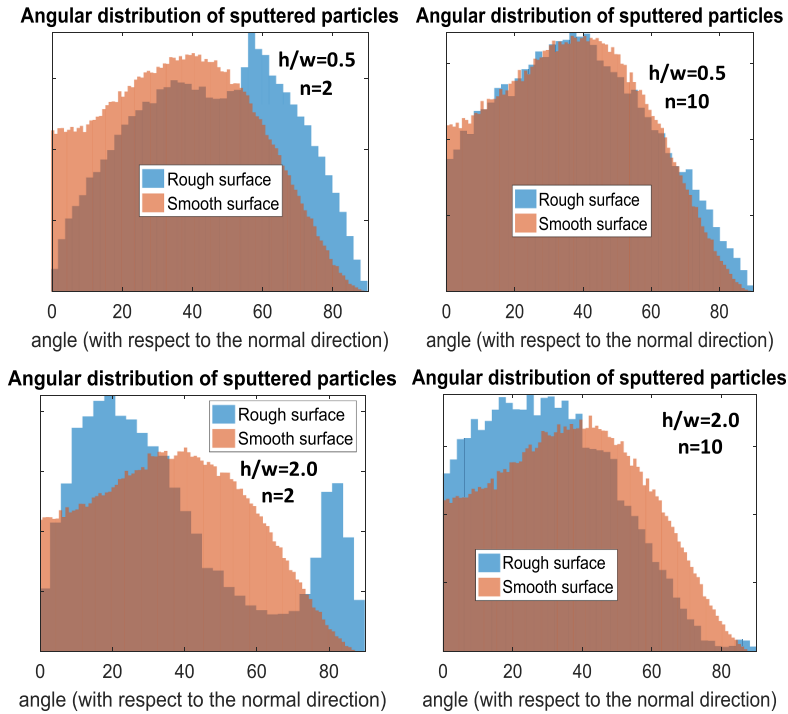 Angular distribution of sputtered particles
h/w=0.5
n=2
Rough surface
Smooth surface
0 20 40 60 80
angle (with respect to the normal direction)
Angular distribution of sputtered particles
h/w=0.5
n=10
Rough surface
Smooth surface
0 20 40 60 80
angle (with respect to the normal direction)
Angular distribution of sputtered particles
Rough surface
Smooth surface
h/w=2.0
n=2
0 20 40 60 80
angle (with respect to the normal direction)
Angular distribution of sputtered particles
h/w=2.0
n=10
Rough surface
Smooth surface
0 20 40 60 80
angle (with respect to the normal direction)